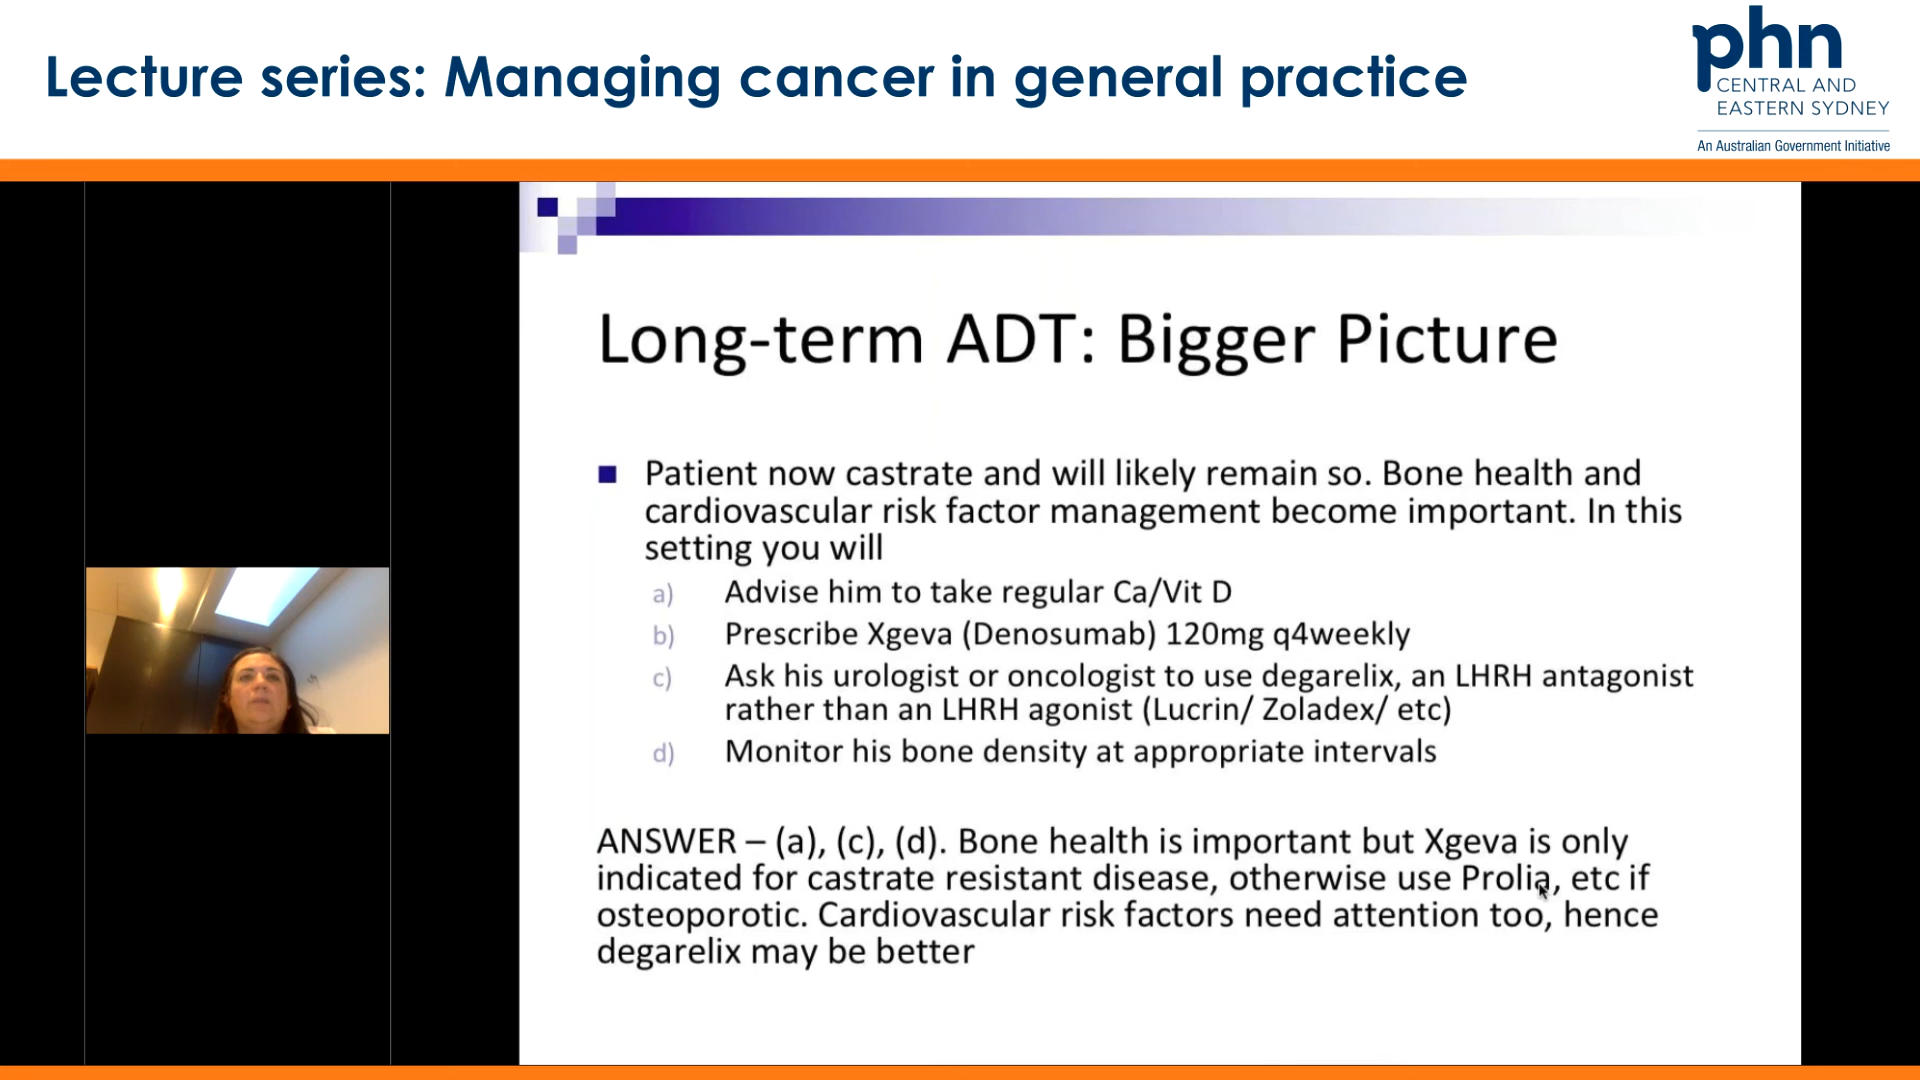 Lecture series: Managing cancer in general practice
phn
CENTRAL AND
EASTERN SYDNEY
An Australian Government Initiative
Long-term ADT: Bigger Picture
Patient now castrate and will likely remain so. Bone health and
cardiovascular risk factor management become important. In this
setting you will
a) Advise him to take regular Ca/Vit D
b) Prescribe Xgeva (Denosumab) 120mg q4weekly
c) Ask his urologist or oncologist to use degarelix, an LHRH antagonist
rather than an LHRH agonist (Lucrin/ Zoladex/ etc)
d) Monitor his bone density at appropriate intervals
ANSWER – (a), (c), (d). Bone health is important but Xgeva is only
indicated for castrate resistant disease, otherwise use Prolia, etc if
osteoporotic. Cardiovascular risk factors need attention too, hence
degarelix may be better